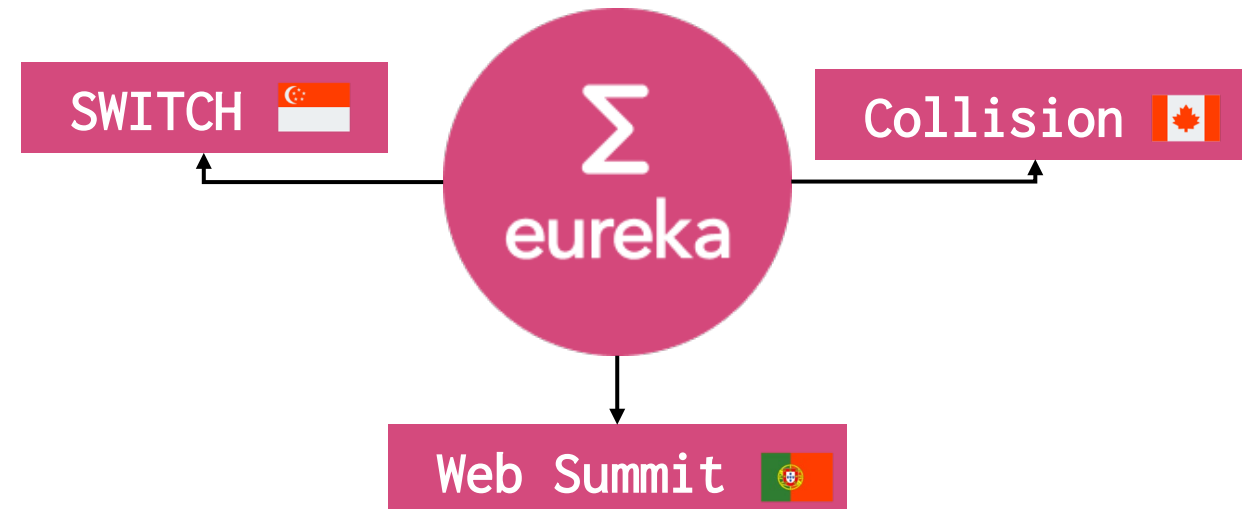 SWITCH
Collision
Σ
eureka
Web Summit